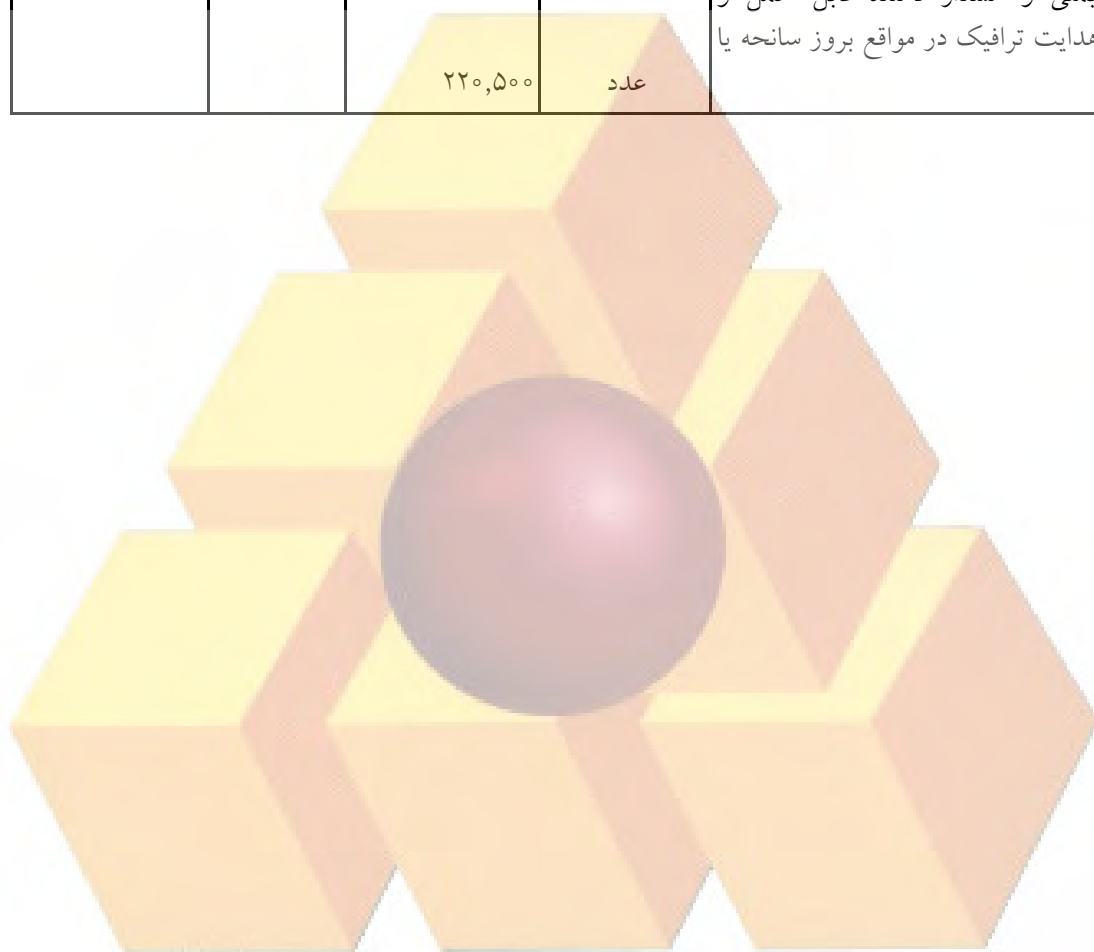 هدایت ترافیک در مواقع بروز سانحه یا
عدد ۲۲۰,۵۰۰